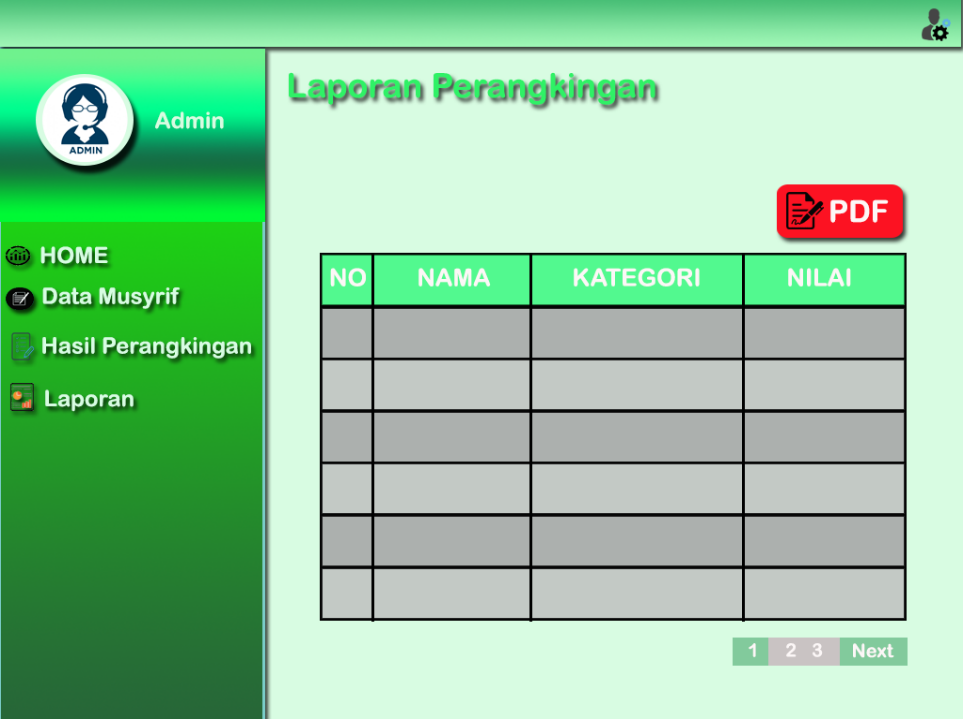 Laporan Perangkingan
Admin
ADMIN
PDF
HOME
Data Musyrif
Hasil Perangkingan
Laporan
NO NAMA KATEGORI NILAI
1 2 3 Next